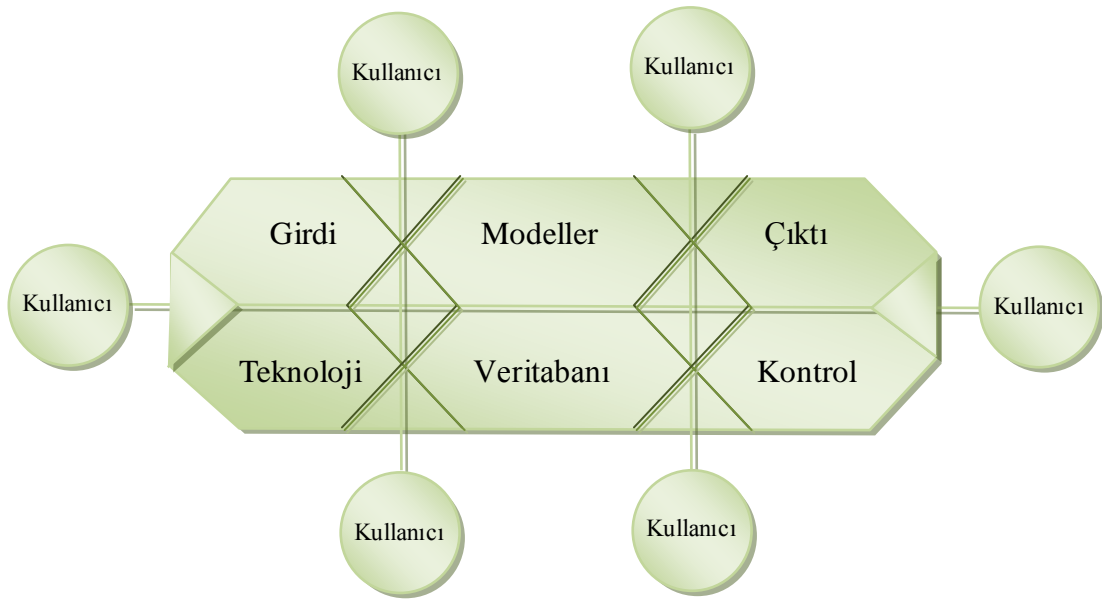 Kullanıcı
Kullanıcı
Girdi
Modeller
Çıktı
Kullanıcı
Kullanıcı
Teknoloji
Veritabanı
Kontrol
Kullanıcı
Kullanıcı